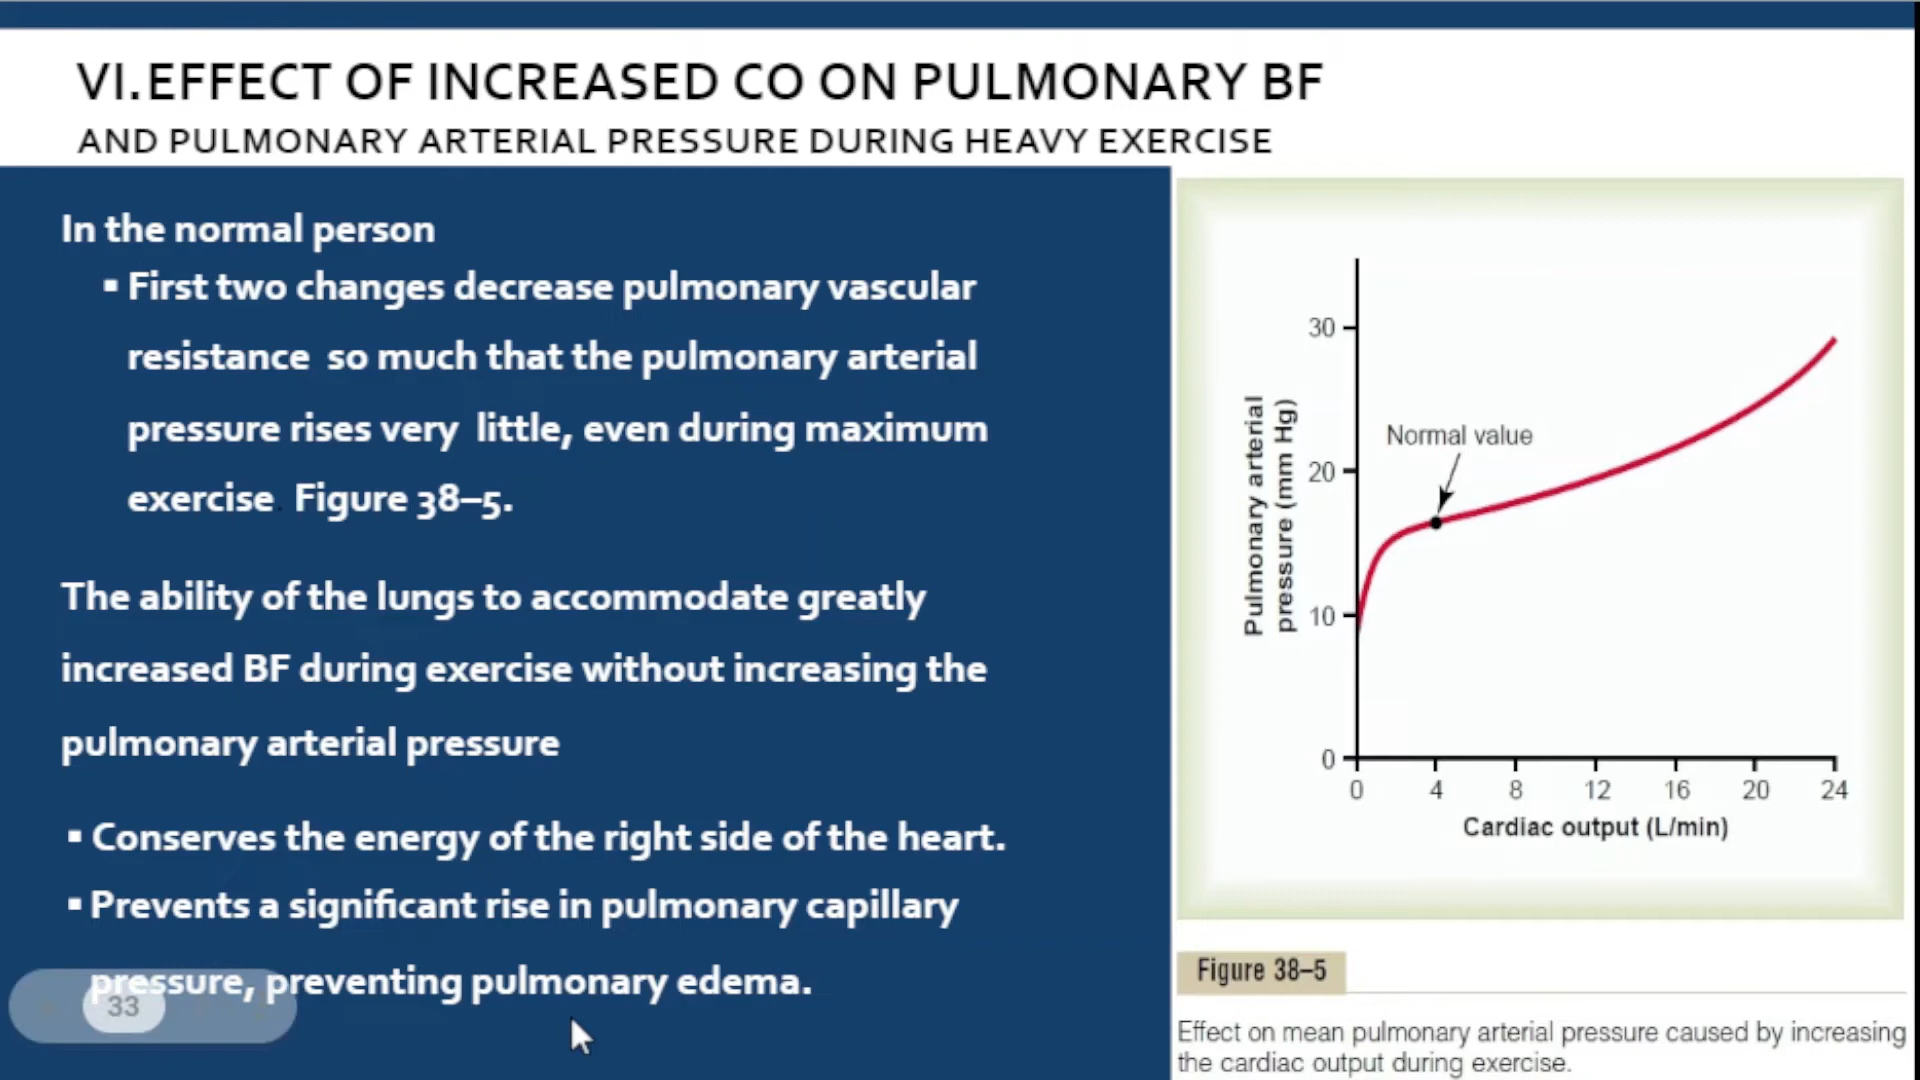 VI.EFFECT OF INCREASED CO ON PULMONARY BF
AND PULMONARY ARTERIAL PRESSURE DURING HEAVY EXERCISE
In the normal person
▪ First two changes decrease pulmonary vascular
resistance so much that the pulmonary arterial
pressure rises very little, even during maximum
exercise. Figure 38–5.
The ability of the lungs to accommodate greatly
increased BF during exercise without increasing the
pulmonary arterial pressure
▪ Conserves the energy of the right side of the heart.
▪ Prevents a significant rise in pulmonary capillary
pressure, preventing pulmonary edema.
33
Pulmonary arterial
pressure (mm Hg)
30
20
10
0
Normal value
0 4 8 12 16 20 24
Cardiac output (L/min)
Figure 38–5
Effect on mean pulmonary arterial pressure caused by increasing
the cardiac output during exercise.